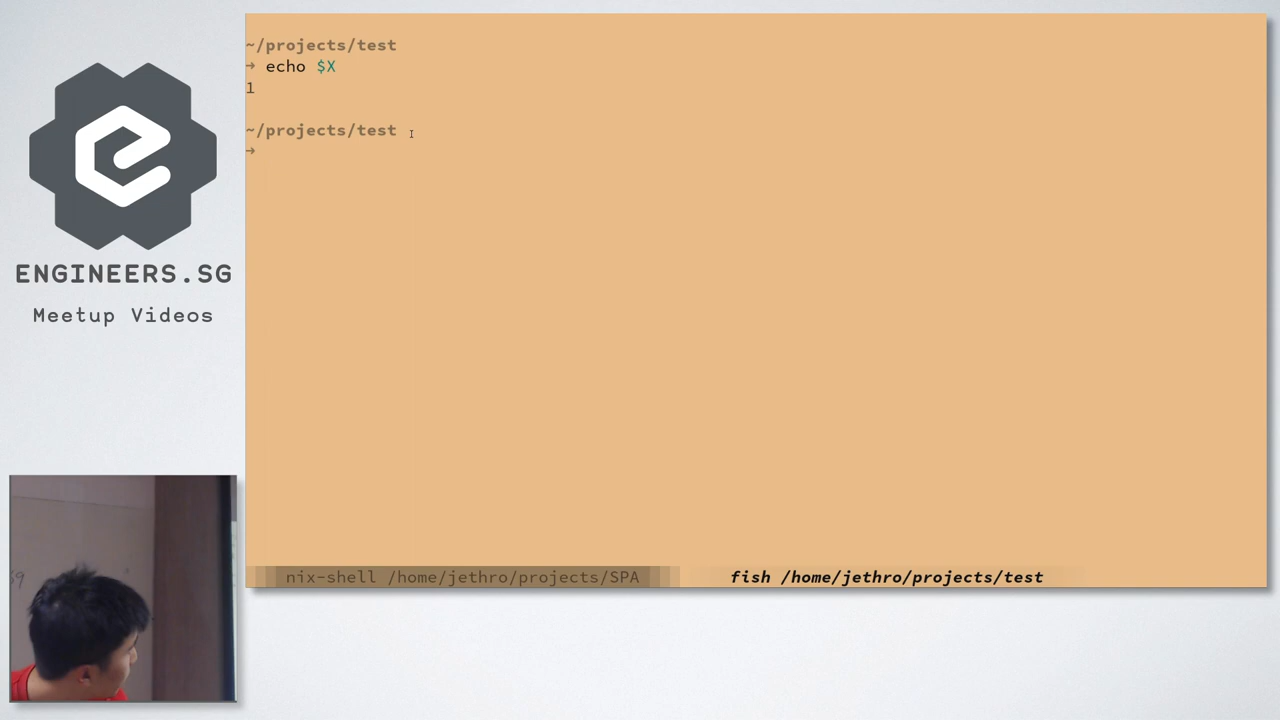 ~/projects/test
→ echo $X
1
~/projects/test
→
ENGINEERS.SG
Meetup Videos
nix-shell /home/jethro/projects/SPA
fish /home/jethro/projects/test